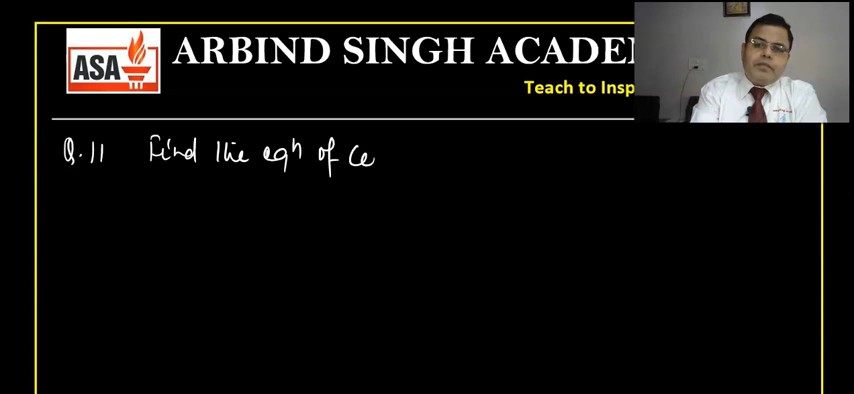 ASA
ARBIND SINGH ACADE
Teach to Insp
Q.11 Find the eqn of Ce